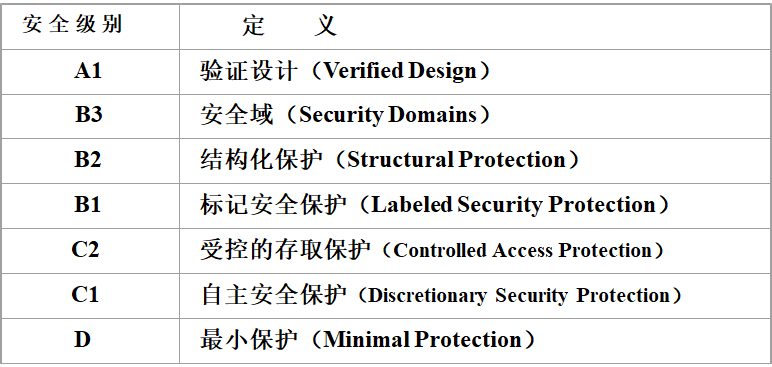 安全级别 定 义
A1 验证设计（Verified Design）
B3 安全域（Security Domains）
B2 结构化保护（Structural Protection）
B1 标记安全保护（Labeled Security Protection）
C2 受控的存取保护（Controlled Access Protection）
C1 自主安全保护（Discretionary Security Protection）
D 最小保护（Minimal Protection）